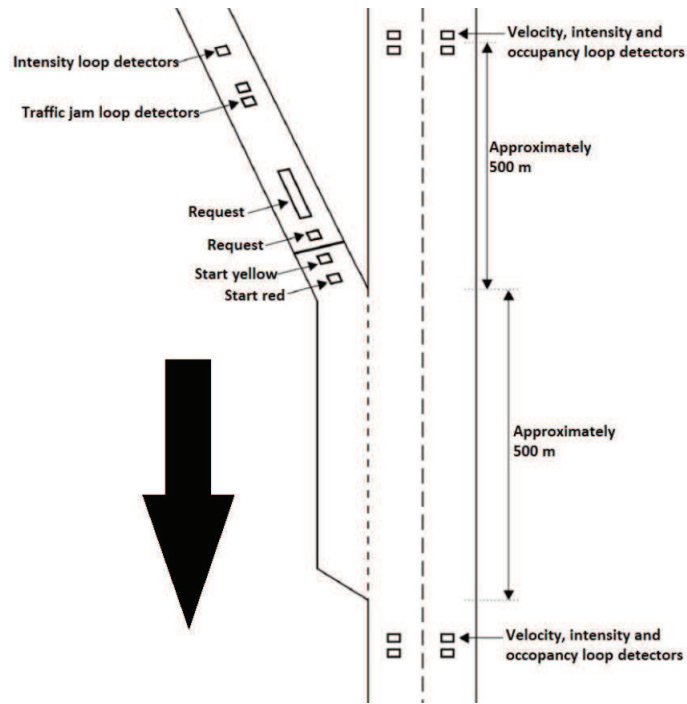 Velocity, intensity and
occupancy loop detectors
Intensity loop detectors
Traffic jam loop detectors
Approximately
500 m
Request
Request
Start yellow
Start red
Approximately
500 m
Velocity, intensity and
occopancy loop detectors